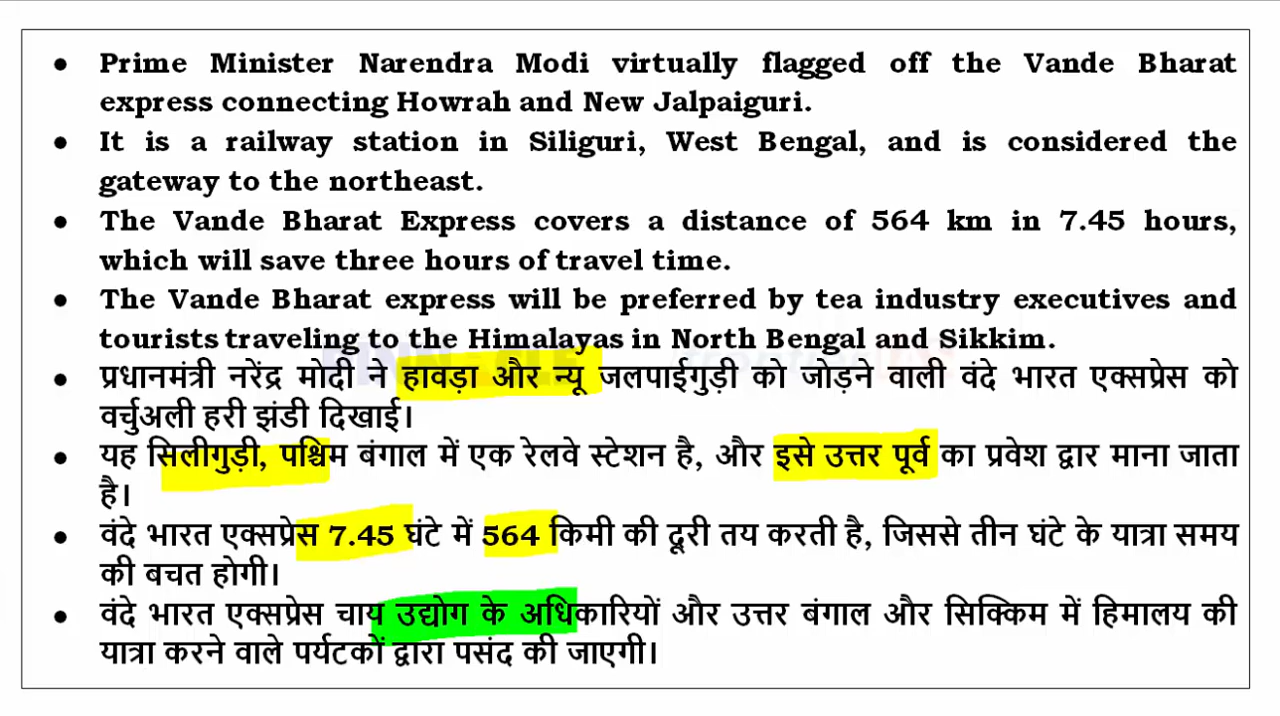 • Prime Minister Narendra Modi virtually flagged off the Vande Bharat
express connecting Howrah and New Jalpaiguri.
• It is a railway station in Siliguri, West Bengal, and is considered the
gateway to the northeast.
• The Vande Bharat Express covers a distance of 564 km in 7.45 hours,
which will save three hours of travel time.
• The Vande Bharat express will be preferred by tea industry executives and
tourists traveling to the Himalayas in North Bengal and Sikkim.
• प्रधानमंत्री नरेंद्र मोदी ने हावड़ा और न्यू जलपाईगुड़ी को जोड़ने वाली वंदे भारत एक्सप्रेस को
वर्चुअली हरी झंडी दिखाई।
• यह सिलीगुड़ी, पश्चिम बंगाल में एक रेलवे स्टेशन है, और इसे उत्तर पूर्व का प्रवेश द्वार माना जाता
है।
• वंदे भारत एक्सप्रेस 7.45 घंटे में 564 किमी की दूरी तय करती है, जिससे तीन घंटे के यात्रा समय
की बचत होगी।
• वंदे भारत एक्सप्रेस चाय उद्योग के अधिकारियों और उत्तर बंगाल और सिक्किम में हिमालय की
यात्रा करने वाले पर्यटकों द्वारा पसंद की जाएगी।